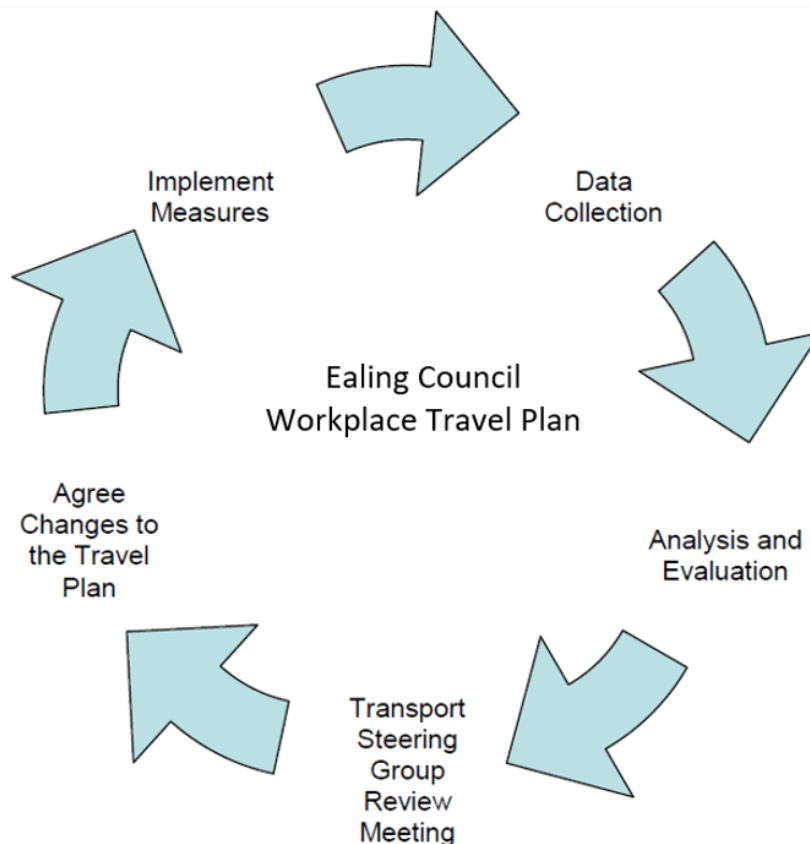 Implement
Measures
Data
Collection
Ealing Council
Workplace Travel Plan
Agree
Changes to
the Travel
Plan
Analysis and
Evaluation
Transport
Steering
Group
Review
Meeting